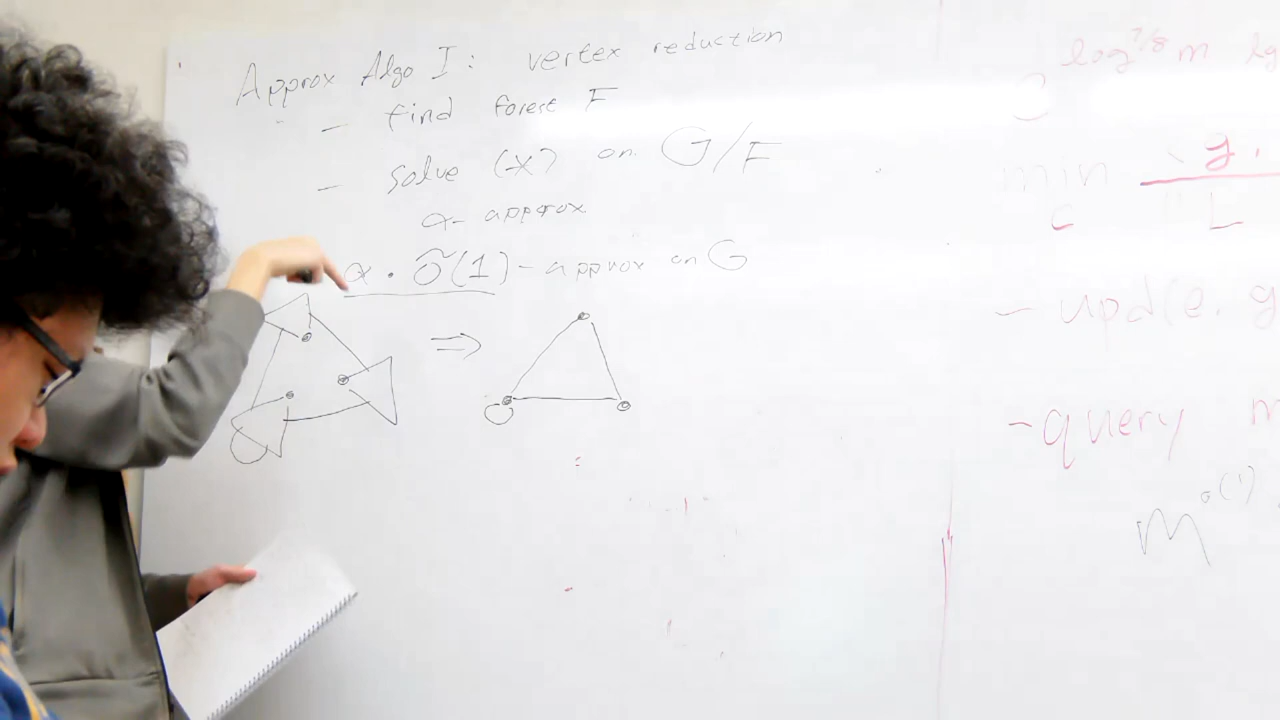 Approx Algo I: vertex reduction
- find forest F
- solve (X) on G/F
α- approx
α · Õ(1) - approx on G
⇒
log^7/8 m lg
min g.
c L
- update. g
- query m
m^o(1)